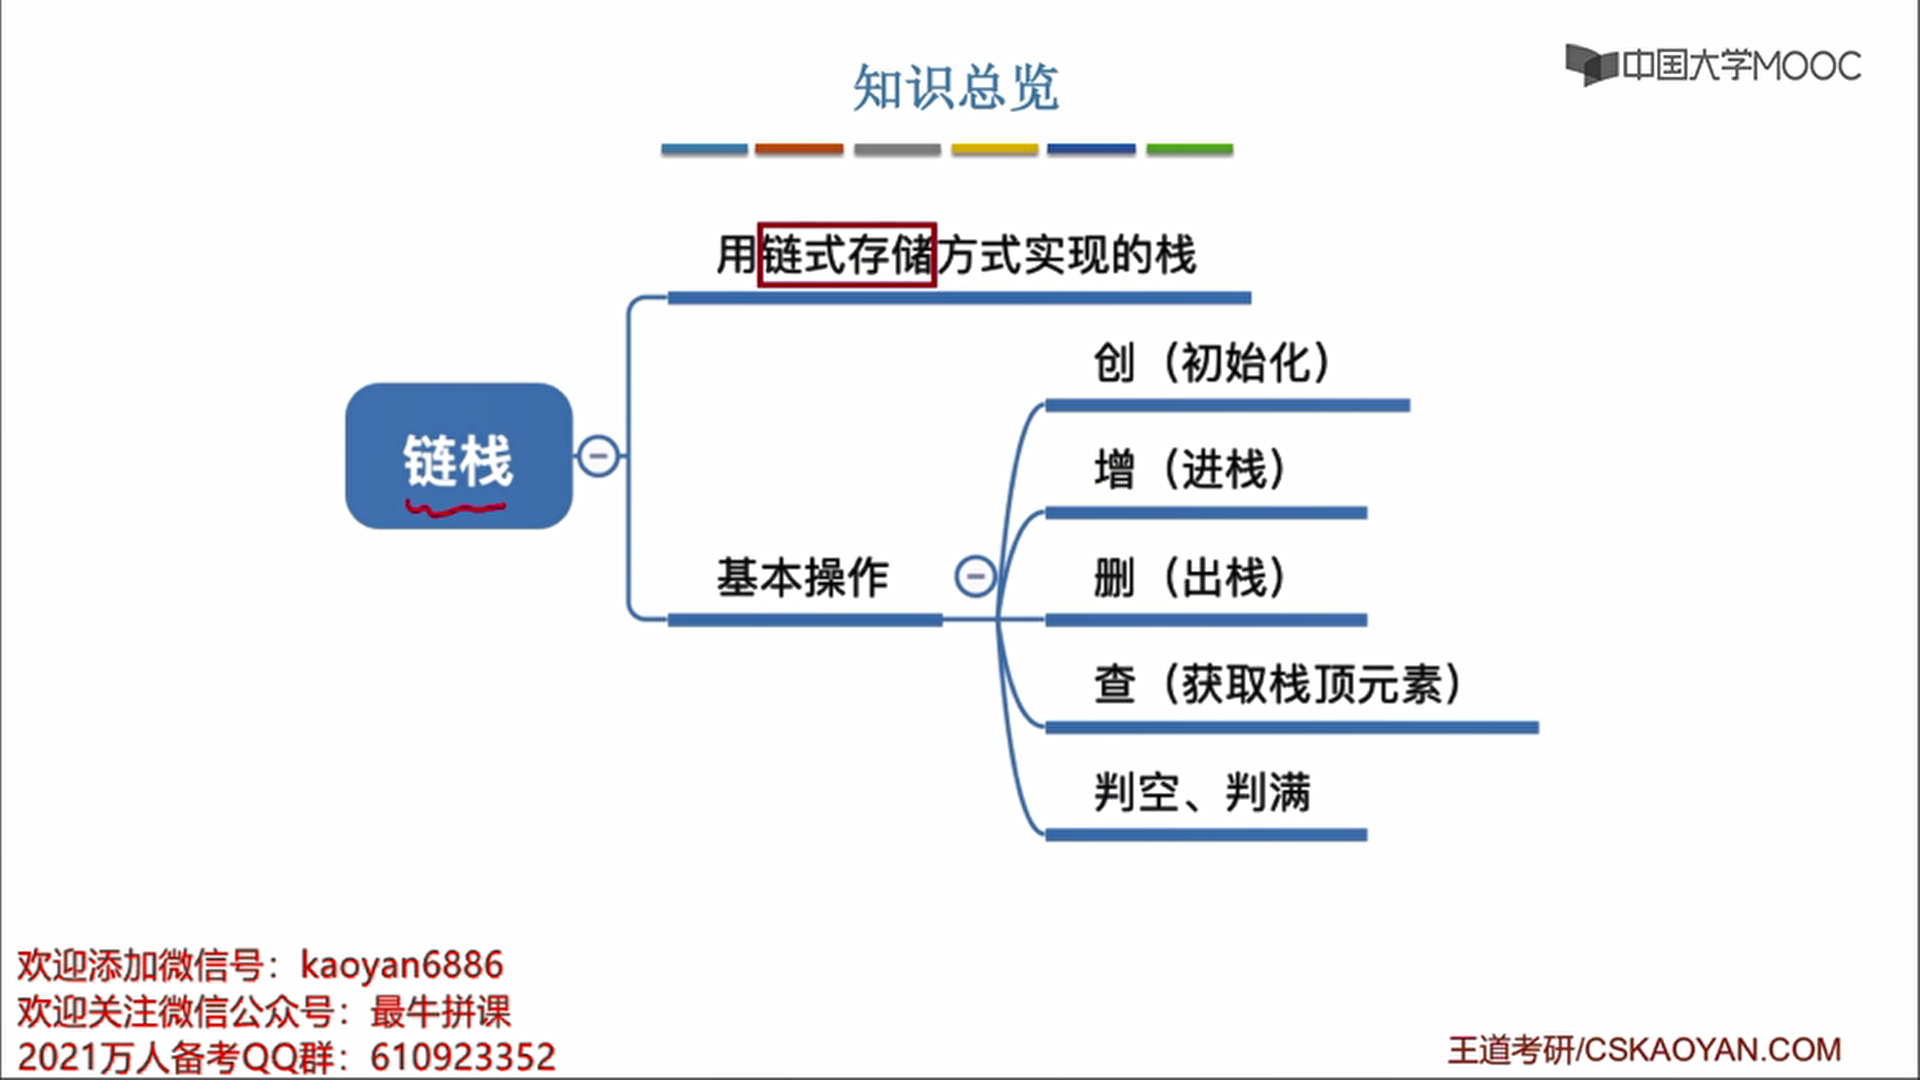 中国大学MOOC
知识总览
用链式存储方式实现的栈
创（初始化）
链栈
增（进栈）
基本操作
删（出栈）
查（获取栈顶元素）
判空、判满
欢迎添加微信号：kaoyan6886
欢迎关注微信公众号：最牛拼课
2021万人备考QQ群：610923352
王道考研/CSKAOYAN.COM